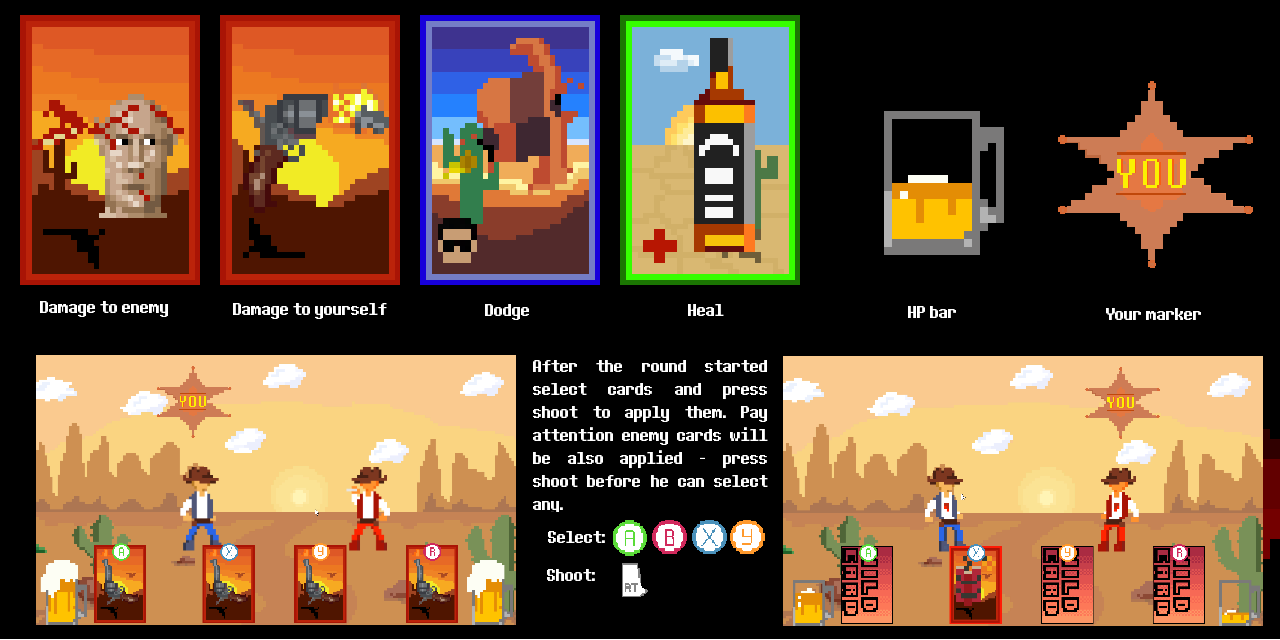 YOU
Damage to enemy
Damage to yourself
Dodge
Heal
HP bar
Your marker
YOU
After the round started
select cards and press
shoot to apply them. Pay
attention enemy cards will
be also applied - press
shoot before he can select
any.
Select: A B X Y
Shoot: RT
A
X
Y
B
YOU
A
X
Y
B